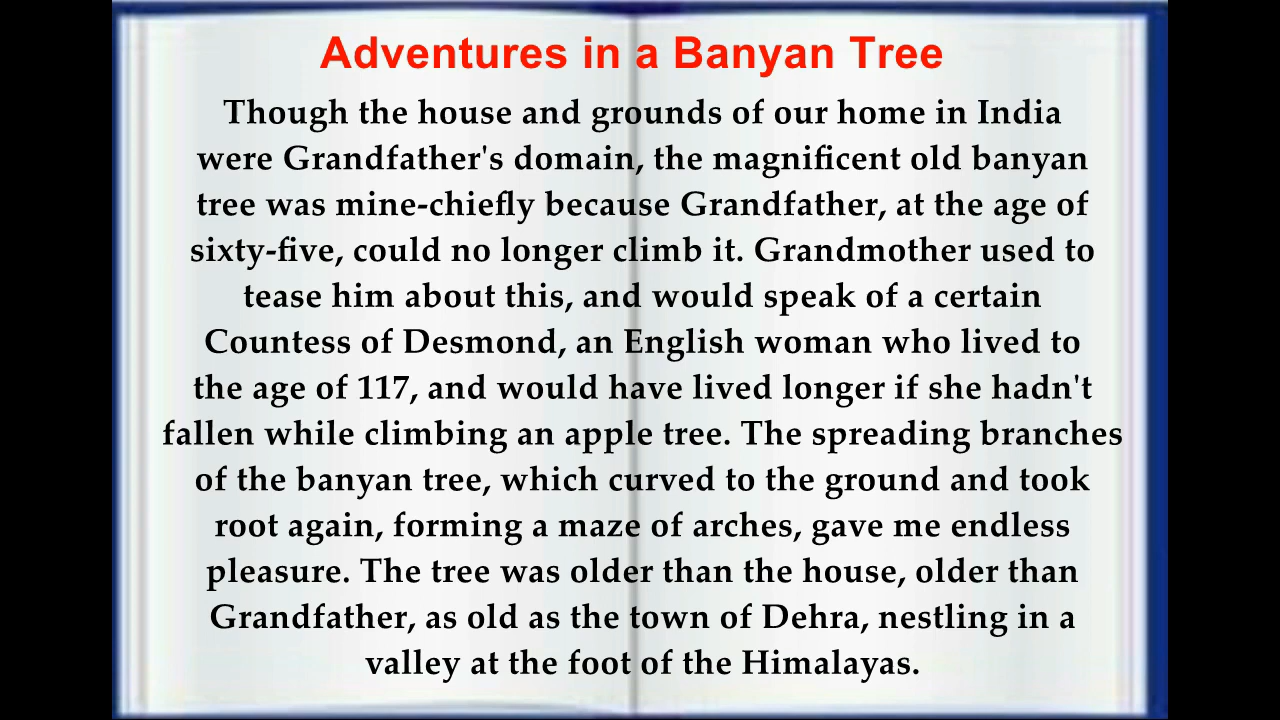 Adventures in a Banyan Tree
Though the house and grounds of our home in India
were Grandfather's domain, the magnificent old banyan
tree was mine-chiefly because Grandfather, at the age of
sixty-five, could no longer climb it. Grandmother used to
tease him about this, and would speak of a certain
Countess of Desmond, an English woman who lived to
the age of 117, and would have lived longer if she hadn't
fallen while climbing an apple tree. The spreading branches
of the banyan tree, which curved to the ground and took
root again, forming a maze of arches, gave me endless
pleasure. The tree was older than the house, older than
Grandfather, as old as the town of Dehra, nestling in a
valley at the foot of the Himalayas.